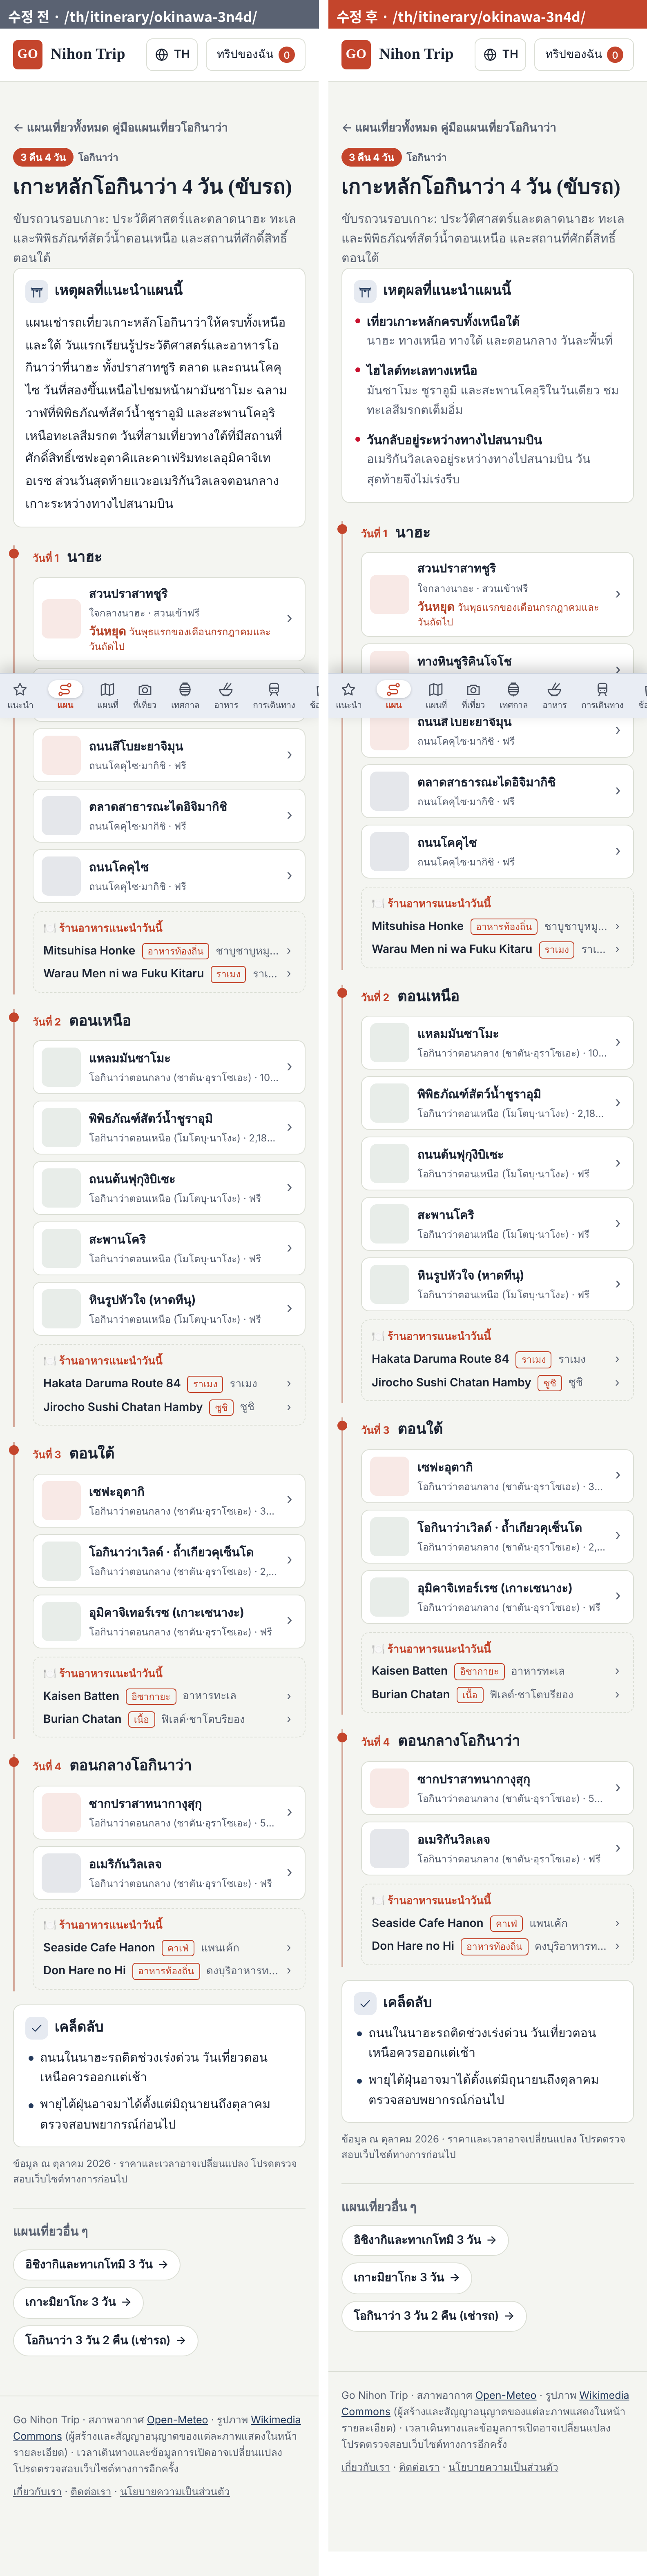 수정 전 · /th/itinerary/okinawa-3n4d/
GO Nihon Trip TH ทริปของฉัน 0
← แผนเที่ยวทั้งหมด คู่มือแผนเที่ยวโอกินาว่า
3 คืน 4 วัน โอกินาว่า
เกาะหลักโอกินาว่า 4 วัน (ขับรถ)
ขับรถวนรอบเกาะ: ประวัติศาสตร์และตลาดนาฮะ ทะเล
และพิพิธภัณฑ์สัตว์น้ำตอนเหนือ และสถานที่ศักดิ์สิทธิ์
ตอนใต้
เหตุผลที่แนะนำแผนนี้
แผนเช่ารถเที่ยวเกาะหลักโอกินาว่าให้ครบทั้งเหนือ
และใต้ วันแรกเรียนรู้ประวัติศาสตร์และอาหารโอ
กินาว่าที่นาฮะ ทั้งปราสาทชูริ ตลาด และถนนโคคุ
ไซ วันที่สองขึ้นเหนือไปชมหน้าผามันซาโมะ ฉลาม
วาฬที่พิพิธภัณฑ์สัตว์น้ำชูราอูมิ และสะพานโคอุริ
เหนือทะเลสีมรกต วันที่สามเที่ยวทางใต้ที่มีสถานที่
ศักดิ์สิทธิ์เซฟะอุตาคิและคาเฟ่ริมทะเลอุมิคาจิเท
อเรซ ส่วนวันสุดท้ายแวะอเมริกันวิลเลจตอนกลาง
เกาะระหว่างทางไปสนามบิน
วันที่ 1 นาฮะ
สวนปราสาทชูริ
ใจกลางนาฮะ · สวนเข้าฟรี
วันหยุด วันพุธแรกของเดือนกรกฎาคมและ
วันถัดไป
แนะนำ แผน แผนที่ ที่เที่ยว เทศกาล อาหาร การเดินทาง
ถนนสึโบยะยาจิมุน
ถนนโคคุไซ·มากิชิ · ฟรี
ตลาดสาธารณะไดอิจิมากิชิ
ถนนโคคุไซ·มากิชิ · ฟรี
ถนนโคคุไซ
ถนนโคคุไซ·มากิชิ · ฟรี
ร้านอาหารแนะนำวันนี้
Mitsuhisa Honke อาหารท้องถิ่น ชาบูชาบูหมู...
Warau Men ni wa Fuku Kitaru ราเมง ราเ...
วันที่ 2 ตอนเหนือ
แหลมมันซาโมะ
โอกินาว่าตอนกลาง (ชาตัน·อุราโซเอะ) · 10...
พิพิธภัณฑ์สัตว์น้ำชูราอุมิ
โอกินาว่าตอนเหนือ (โมโตบุ·นาโงะ) · 2,18...
ถนนต้นฟุกุงิบิเซะ
โอกินาว่าตอนเหนือ (โมโตบุ·นาโงะ) · ฟรี
สะพานโคริ
โอกินาว่าตอนเหนือ (โมโตบุ·นาโงะ) · ฟรี
หินรูปหัวใจ (หาดทีนุ)
โอกินาว่าตอนเหนือ (โมโตบุ·นาโงะ) · ฟรี
ร้านอาหารแนะนำวันนี้
Hakata Daruma Route 84 ราเมง ราเมง
Jirocho Sushi Chatan Hamby ซูชิ ซูชิ
วันที่ 3 ตอนใต้
เซฟะอุตากิ
โอกินาว่าตอนกลาง (ชาตัน·อุราโซเอะ) · 3...
โอกินาว่าเวิลด์ · ถ้ำเกียวคุเซ็นโด
โอกินาว่าตอนกลาง (ชาตัน·อุราโซเอะ) · 2,...
อุมิคาจิเทอร์เรซ (เกาะเซนางะ)
โอกินาว่าตอนกลาง (ชาตัน·อุราโซเอะ) · ฟรี
ร้านอาหารแนะนำวันนี้
Kaisen Batten อิซากายะ อาหารทะเล
Burian Chatan เนื้อ ฟิเลต์·ชาโตบรียอง
วันที่ 4 ตอนกลางโอกินาว่า
ซากปราสาทนากางุสุกุ
โอกินาว่าตอนกลาง (ชาตัน·อุราโซเอะ) · 5...
อเมริกันวิลเลจ
โอกินาว่าตอนกลาง (ชาตัน·อุราโซเอะ) · ฟรี
ร้านอาหารแนะนำวันนี้
Seaside Cafe Hanon คาเฟ่ แพนเค้ก
Don Hare no Hi อาหารท้องถิ่น ดงบุริอาหารท...
เคล็ดลับ
ถนนในนาฮะรถติดช่วงเร่งด่วน วันเที่ยวตอน
เหนือควรออกแต่เช้า
พายุไต้ฝุ่นอาจมาได้ตั้งแต่มิถุนายนถึงตุลาคม
ตรวจสอบพยากรณ์ก่อนไป
ข้อมูล ณ ตุลาคม 2026 · ราคาและเวลาอาจเปลี่ยนแปลง โปรดตรวจ
สอบเว็บไซต์ทางการก่อนไป
แผนเที่ยวอื่น ๆ
อิชิงากิและทาเกโทมิ 3 วัน →
เกาะมิยาโกะ 3 วัน →
โอกินาว่า 3 วัน 2 คืน (เช่ารถ) →
Go Nihon Trip · สภาพอากาศ Open-Meteo · รูปภาพ Wikimedia
Commons (ผู้สร้างและสัญญาอนุญาตของแต่ละภาพแสดงในหน้า
รายละเอียด) · เวลาเดินทางและข้อมูลการเปิดอาจเปลี่ยนแปลง
โปรดตรวจสอบเว็บไซต์ทางการอีกครั้ง
เกี่ยวกับเรา · ติดต่อเรา · นโยบายความเป็นส่วนตัว
수정 후 · /th/itinerary/okinawa-3n4d/
GO Nihon Trip TH ทริปของฉัน 0
← แผนเที่ยวทั้งหมด คู่มือแผนเที่ยวโอกินาว่า
3 คืน 4 วัน โอกินาว่า
เกาะหลักโอกินาว่า 4 วัน (ขับรถ)
ขับรถวนรอบเกาะ: ประวัติศาสตร์และตลาดนาฮะ ทะเล
และพิพิธภัณฑ์สัตว์น้ำตอนเหนือ และสถานที่ศักดิ์สิทธิ์
ตอนใต้
เหตุผลที่แนะนำแผนนี้
เที่ยวเกาะหลักครบทั้งเหนือใต้
นาฮะ ทางเหนือ ทางใต้ และตอนกลาง วันละพื้นที่
ไฮไลต์ทะเลทางเหนือ
มันซาโมะ ชูราอูมิ และสะพานโคอุริในวันเดียว ชม
ทะเลสีมรกตเต็มอิ่ม
วันกลับอยู่ระหว่างทางไปสนามบิน
อเมริกันวิลเลจอยู่ระหว่างทางไปสนามบิน วัน
สุดท้ายจึงไม่เร่งรีบ
วันที่ 1 นาฮะ
สวนปราสาทชูริ
ใจกลางนาฮะ · สวนเข้าฟรี
วันหยุด วันพุธแรกของเดือนกรกฎาคมและ
วันถัดไป
ทางหินชูริคินโจโช
แนะนำ แผน แผนที่ ที่เที่ยว เทศกาล อาหาร การเดินทาง
ถนนสึโบยะยาจิมุน
ถนนโคคุไซ·มากิชิ · ฟรี
ตลาดสาธารณะไดอิจิมากิชิ
ถนนโคคุไซ·มากิชิ · ฟรี
ถนนโคคุไซ
ถนนโคคุไซ·มากิชิ · ฟรี
ร้านอาหารแนะนำวันนี้
Mitsuhisa Honke อาหารท้องถิ่น ชาบูชาบูหมู...
Warau Men ni wa Fuku Kitaru ราเมง ราเ...
วันที่ 2 ตอนเหนือ
แหลมมันซาโมะ
โอกินาว่าตอนกลาง (ชาตัน·อุราโซเอะ) · 10...
พิพิธภัณฑ์สัตว์น้ำชูราอุมิ
โอกินาว่าตอนเหนือ (โมโตบุ·นาโงะ) · 2,18...
ถนนต้นฟุกุงิบิเซะ
โอกินาว่าตอนเหนือ (โมโตบุ·นาโงะ) · ฟรี
สะพานโคริ
โอกินาว่าตอนเหนือ (โมโตบุ·นาโงะ) · ฟรี
หินรูปหัวใจ (หาดทีนุ)
โอกินาว่าตอนเหนือ (โมโตบุ·นาโงะ) · ฟรี
ร้านอาหารแนะนำวันนี้
Hakata Daruma Route 84 ราเมง ราเมง
Jirocho Sushi Chatan Hamby ซูชิ ซูชิ
วันที่ 3 ตอนใต้
เซฟะอุตากิ
โอกินาว่าตอนกลาง (ชาตัน·อุราโซเอะ) · 3...
โอกินาว่าเวิลด์ · ถ้ำเกียวคุเซ็นโด
โอกินาว่าตอนกลาง (ชาตัน·อุราโซเอะ) · 2,...
อุมิคาจิเทอร์เรซ (เกาะเซนางะ)
โอกินาว่าตอนกลาง (ชาตัน·อุราโซเอะ) · ฟรี
ร้านอาหารแนะนำวันนี้
Kaisen Batten อิซากายะ อาหารทะเล
Burian Chatan เนื้อ ฟิเลต์·ชาโตบรียอง
วันที่ 4 ตอนกลางโอกินาว่า
ซากปราสาทนากางุสุกุ
โอกินาว่าตอนกลาง (ชาตัน·อุราโซเอะ) · 5...
อเมริกันวิลเลจ
โอกินาว่าตอนกลาง (ชาตัน·อุราโซเอะ) · ฟรี
ร้านอาหารแนะนำวันนี้
Seaside Cafe Hanon คาเฟ่ แพนเค้ก
Don Hare no Hi อาหารท้องถิ่น ดงบุริอาหารท...
เคล็ดลับ
ถนนในนาฮะรถติดช่วงเร่งด่วน วันเที่ยวตอน
เหนือควรออกแต่เช้า
พายุไต้ฝุ่นอาจมาได้ตั้งแต่มิถุนายนถึงตุลาคม
ตรวจสอบพยากรณ์ก่อนไป
ข้อมูล ณ ตุลาคม 2026 · ราคาและเวลาอาจเปลี่ยนแปลง โปรดตรวจ
สอบเว็บไซต์ทางการก่อนไป
แผนเที่ยวอื่น ๆ
อิชิงากิและทาเกโทมิ 3 วัน →
เกาะมิยาโกะ 3 วัน →
โอกินาว่า 3 วัน 2 คืน (เช่ารถ) →
Go Nihon Trip · สภาพอากาศ Open-Meteo · รูปภาพ Wikimedia
Commons (ผู้สร้างและสัญญาอนุญาตของแต่ละภาพแสดงในหน้า
รายละเอียด) · เวลาเดินทางและข้อมูลการเปิดอาจเปลี่ยนแปลง
โปรดตรวจสอบเว็บไซต์ทางการอีกครั้ง
เกี่ยวกับเรา · ติดต่อเรา · นโยบายความเป็นส่วนตัว